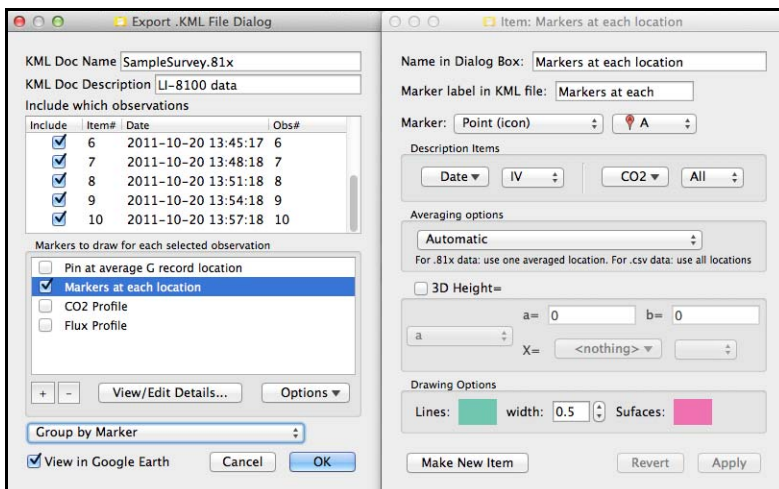 Export .KML File Dialog
KML Doc Name SampleSurvey.81x
KML Doc Description LI-8100 data
Include which observations
Include Item# Date Obs#
6 2011-10-20 13:45:17 6
7 2011-10-20 13:48:18 7
8 2011-10-20 13:51:18 8
9 2011-10-20 13:54:18 9
10 2011-10-20 13:57:18 10
Markers to draw for each selected observation
Pin at average G record location
Markers at each location
CO2 Profile
Flux Profile
+ - View/Edit Details... Options
Group by Marker
View in Google Earth Cancel OK
Item: Markers at each location
Name in Dialog Box: Markers at each location
Marker label in KML file: Markers at each
Marker: Point (icon) A
Description Items
Date IV CO2 All
Averaging options
Automatic
For .81x data: use one averaged location. For .csv data: use all locations
3D Height=
a= 0 b= 0
a
X= <nothing>
Drawing Options
Lines: width: 0.5 Sufaces:
Make New Item Revert Apply